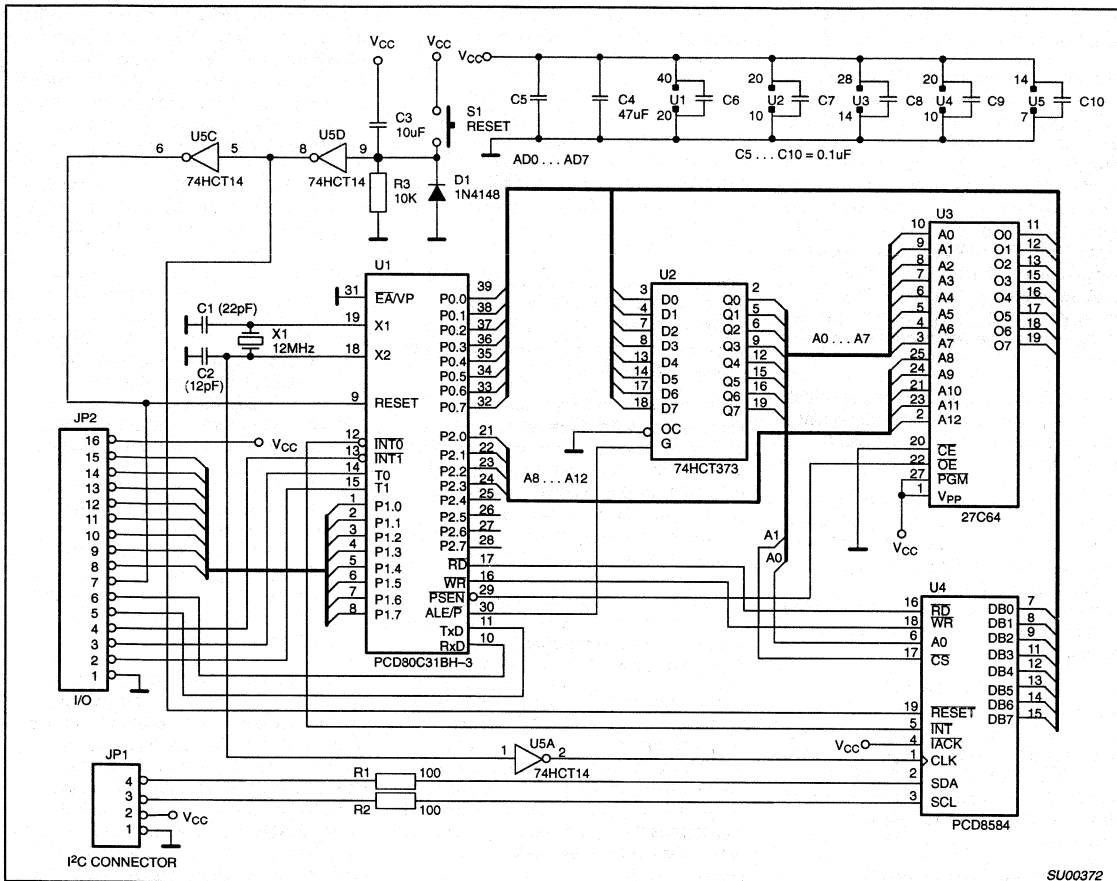 VCC
VCC
VCC
C5
C4
47uF
40
U1
20
C6
20
U2
10
C7
28
U3
14
C8
20
U4
10
C9
14
U5
7
C10
AD0 . . . AD7
C5 . . . C10 = 0.1uF
C3
10uF
S1
RESET
6
U5C
5
74HCT14
8
U5D
9
74HCT14
R3
10K
D1
1N4148
U1
31 EA/VP
19 X1
18 X2
9 RESET
12 INT0
13 INT1
14 T0
15 T1
1 P1.0
2 P1.1
3 P1.2
4 P1.3
5 P1.4
6 P1.5
7 P1.6
8 P1.7
P0.0 39
P0.1 38
P0.2 37
P0.3 36
P0.4 35
P0.5 34
P0.6 33
P0.7 32
P2.0 21
P2.1 22
P2.2 23
P2.3 24
P2.4 25
P2.5 26
P2.6 27
P2.7 28
RD 17
WR 16
PSEN 29
ALE/P 30
TxD 11
RxD 10
PCD80C31BH–3
C1 (22pF)
X1
12MHz
C2
(12pF)
U2
3 D0
4 D1
7 D2
8 D3
13 D4
14 D5
17 D6
18 D7
OC
G
Q0 2
Q1 5
Q2 6
Q3 9
Q4 12
Q5 15
Q6 16
Q7 19
74HCT373
A0 . . . A7
A8 . . . A12
A1
A0
U3
10 A0
9 A1
8 A2
7 A3
6 A4
5 A5
4 A6
3 A7
25 A8
24 A9
21 A10
23 A11
2 A12
20 CE
22 OE
27 PGM
1 VPP
O0 11
O1 12
O2 13
O3 15
O4 16
O5 17
O6 18
O7 19
27C64
VCC
JP2
16
15
14
13
12
11
10
9
8
7
6
5
4
3
2
1
I/O
VCC
U4
16 RD
18 WR
6 A0
17 CS
19 RESET
5 INT
4 IACK
1 CLK
2 SDA
3 SCL
DB0 7
DB1 8
DB2 9
DB3 11
DB4 12
DB5 13
DB6 14
DB7 15
PCD8584
VCC
1
U5A
2
74HCT14
JP1
4
3
2
1
VCC
R1 100
R2 100
I²C CONNECTOR
SU00372